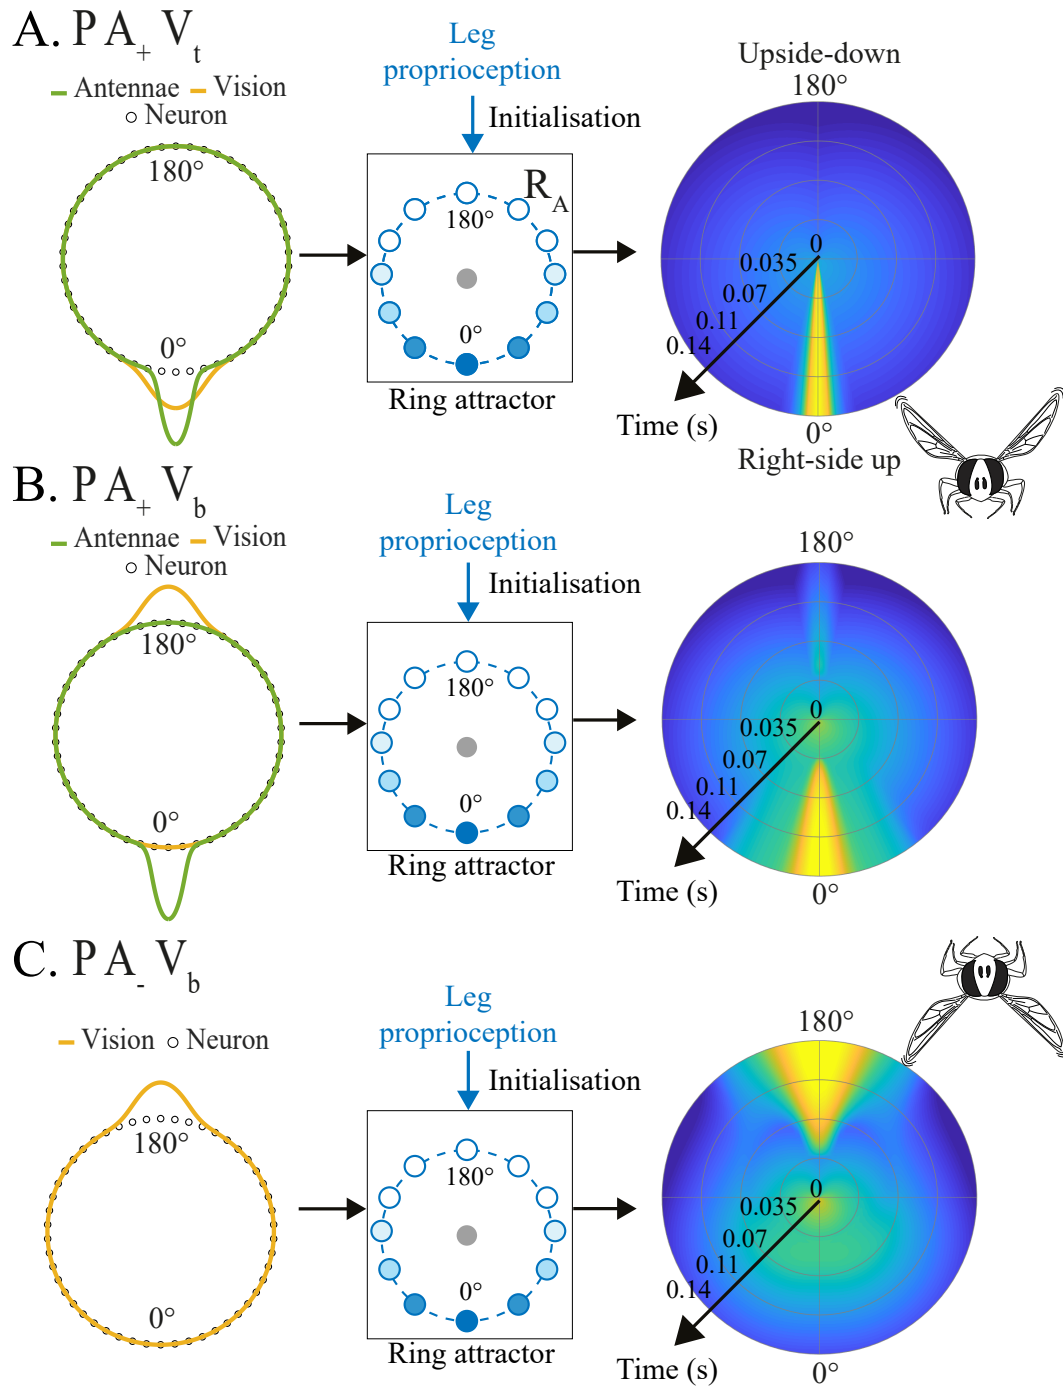 A. P A+ Vt
Antennae Vision
Neuron
180°
0°
Leg
proprioception
Initialisation
RA
180°
0°
Ring attractor
Upside-down
180°
0
0.035
0.07
0.11
0.14
Time (s)
0°
Right-side up
B. P A+ Vb
Antennae Vision
Neuron
180°
0°
Leg
proprioception
Initialisation
180°
0°
Ring attractor
180°
0
0.035
0.07
0.11
0.14
Time (s)
0°
C. P A- Vb
Vision Neuron
180°
0°
Leg
proprioception
Initialisation
180°
0°
Ring attractor
180°
0
0.035
0.07
0.11
0.14
Time (s)
0°